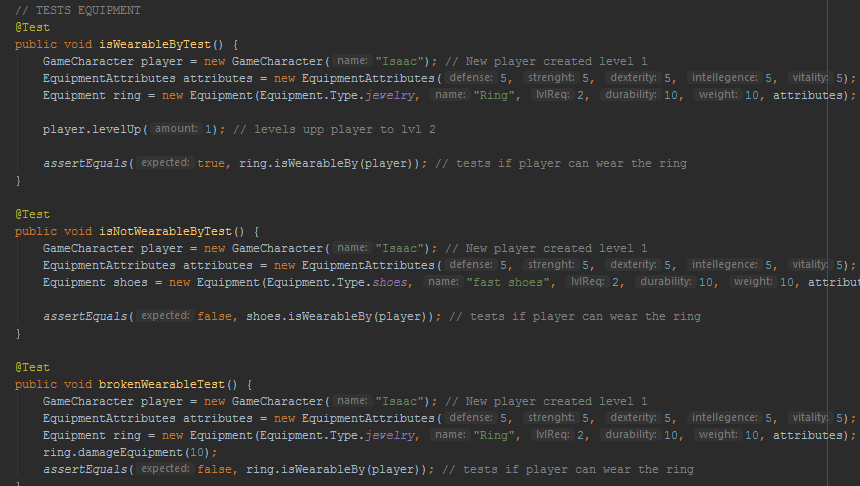 // TESTS EQUIPMENT
@Test
public void isWearableByTest() {
GameCharacter player = new GameCharacter( name: "Isaac"); // New player created level 1
EquipmentAttributes attributes = new EquipmentAttributes( defense: 5, strenght: 5, dexterity: 5, intellegence: 5, vitality: 5);
Equipment ring = new Equipment(Equipment.Type.jewelry, name: "Ring", lvlReq: 2, durability: 10, weight: 10, attributes);
player.levelUp( amount: 1); // levels upp player to lvl 2
assertEquals( expected: true, ring.isWearableBy(player)); // tests if player can wear the ring
}
@Test
public void isNotWearableByTest() {
GameCharacter player = new GameCharacter( name: "Isaac"); // New player created level 1
EquipmentAttributes attributes = new EquipmentAttributes( defense: 5, strenght: 5, dexterity: 5, intellegence: 5, vitality: 5);
Equipment shoes = new Equipment(Equipment.Type.shoes, name: "fast shoes", lvlReq: 2, durability: 10, weight: 10, attribut
assertEquals( expected: false, shoes.isWearableBy(player)); // tests if player can wear the ring
}
@Test
public void brokenWearableTest() {
GameCharacter player = new GameCharacter( name: "Isaac"); // New player created level 1
EquipmentAttributes attributes = new EquipmentAttributes( defense: 5, strenght: 5, dexterity: 5, intellegence: 5, vitality: 5);
Equipment ring = new Equipment(Equipment.Type.jewelry, name: "Ring", lvlReq: 2, durability: 10, weight: 10, attributes);
ring.damageEquipment(10);
assertEquals( expected: false, ring.isWearableBy(player)); // tests if player can wear the ring
}